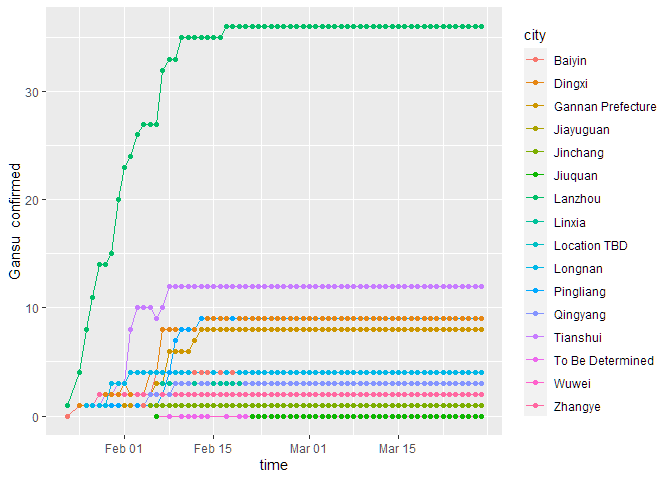 30
20
10
0
Gansu confirmed
Feb 01
Feb 15
Mar 01
Mar 15
time
city
Baiyin
Dingxi
Gannan Prefecture
Jiayuguan
Jinchang
Jiuquan
Lanzhou
Linxia
Location TBD
Longnan
Pingliang
Qingyang
Tianshui
To Be Determined
Wuwei
Zhangye